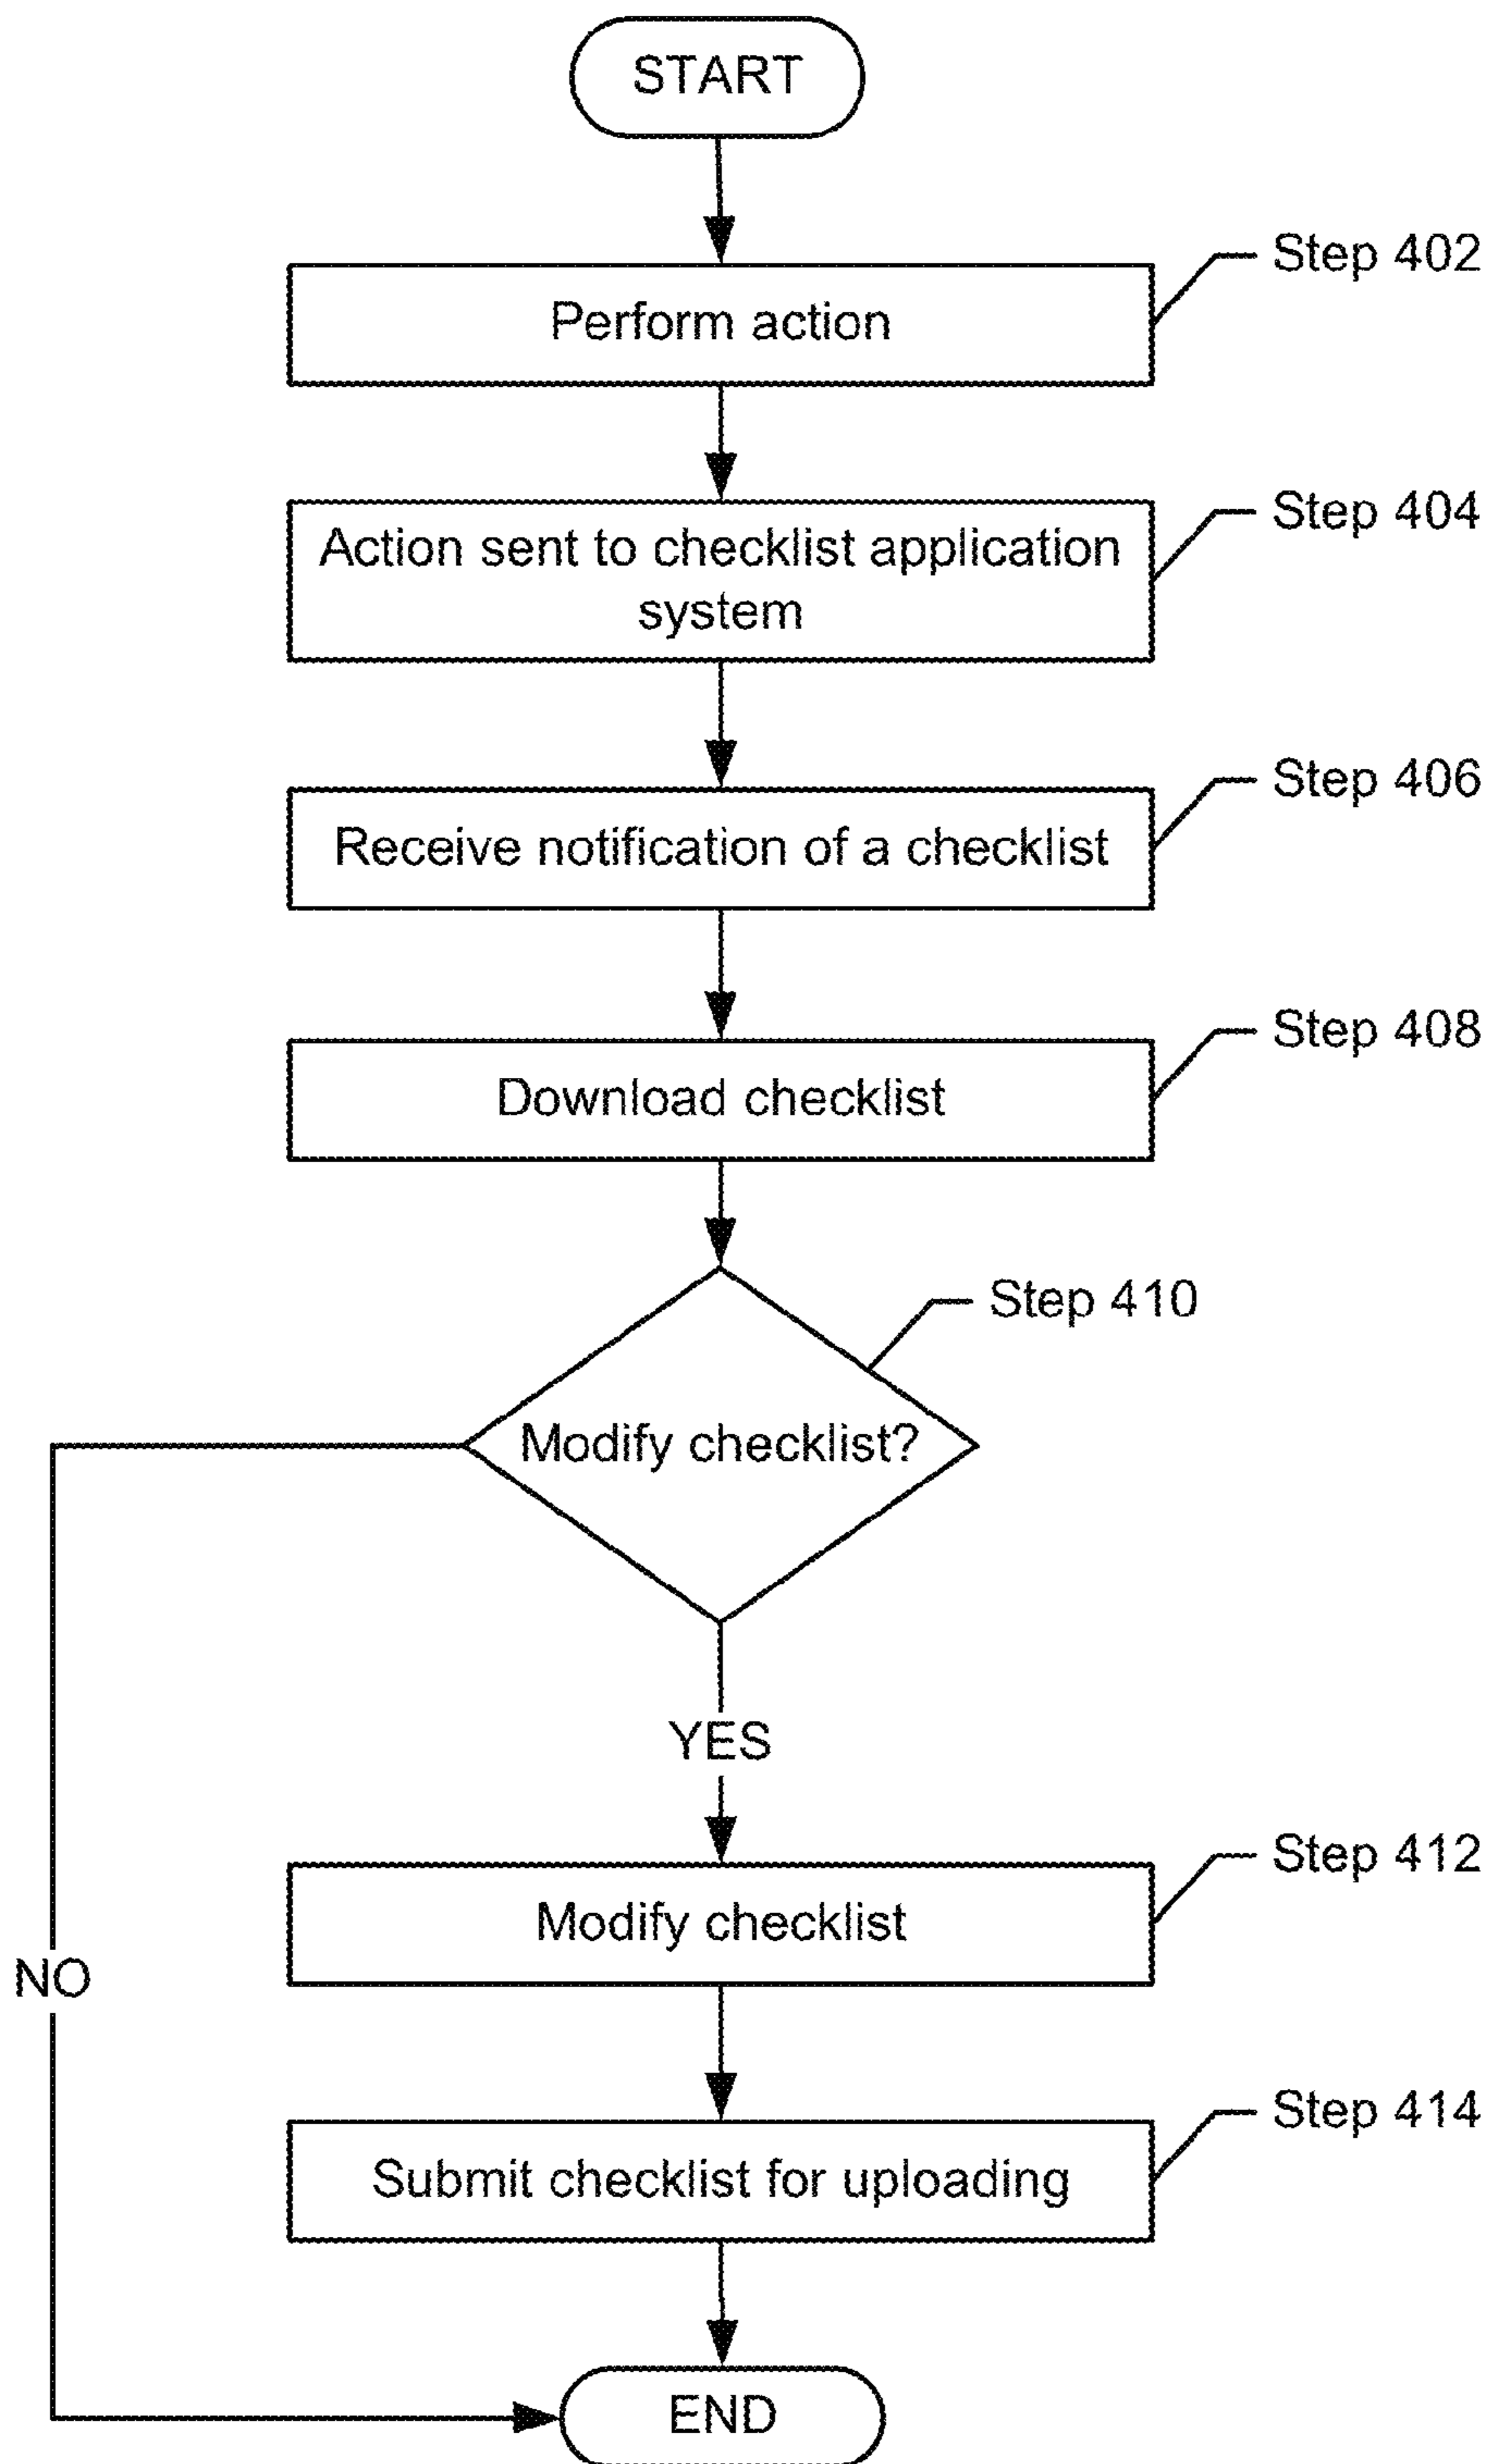 START
Step 402
Perform action
Step 404
Action sent to checklist application
system
Step 406
Receive notification of a checklist
Step 408
Download checklist
Step 410
Modify checklist?
YES
Step 412
Modify checklist
NO
Step 414
Submit checklist for uploading
END